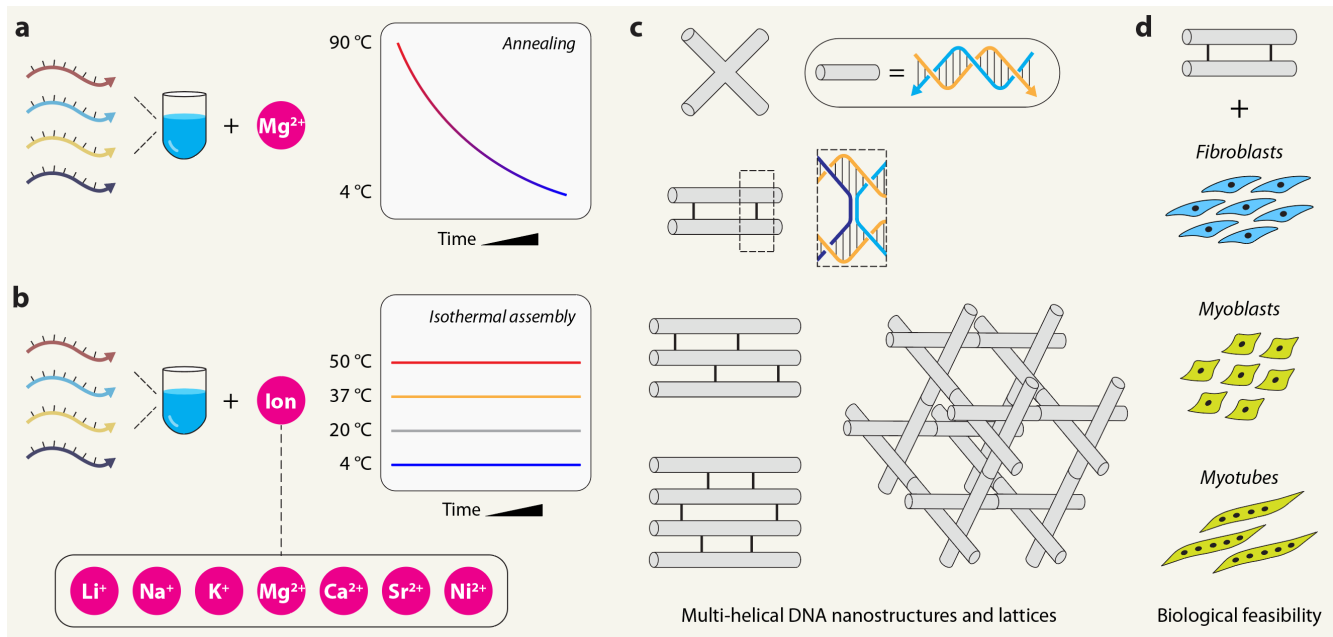 a
90 °C
Annealing
+
Mg2+
4 °C
Time
b
Isothermal assembly
50 °C
37 °C
+
Ion
20 °C
4 °C
Time
Li+ Na+ K+ Mg2+ Ca2+ Sr2+ Ni2+
c
=
Multi-helical DNA nanostructures and lattices
d
+
Fibroblasts
Myoblasts
Myotubes
Biological feasibility